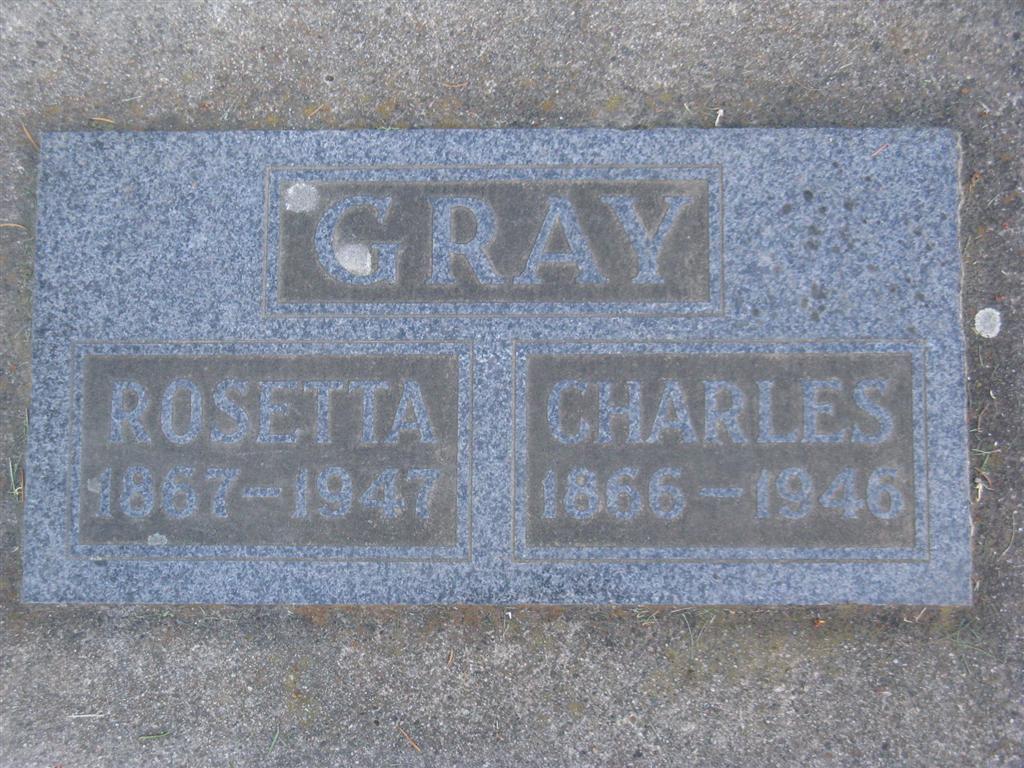 GRAY
ROSETTA
1867-1947
CHARLES
1866-1946